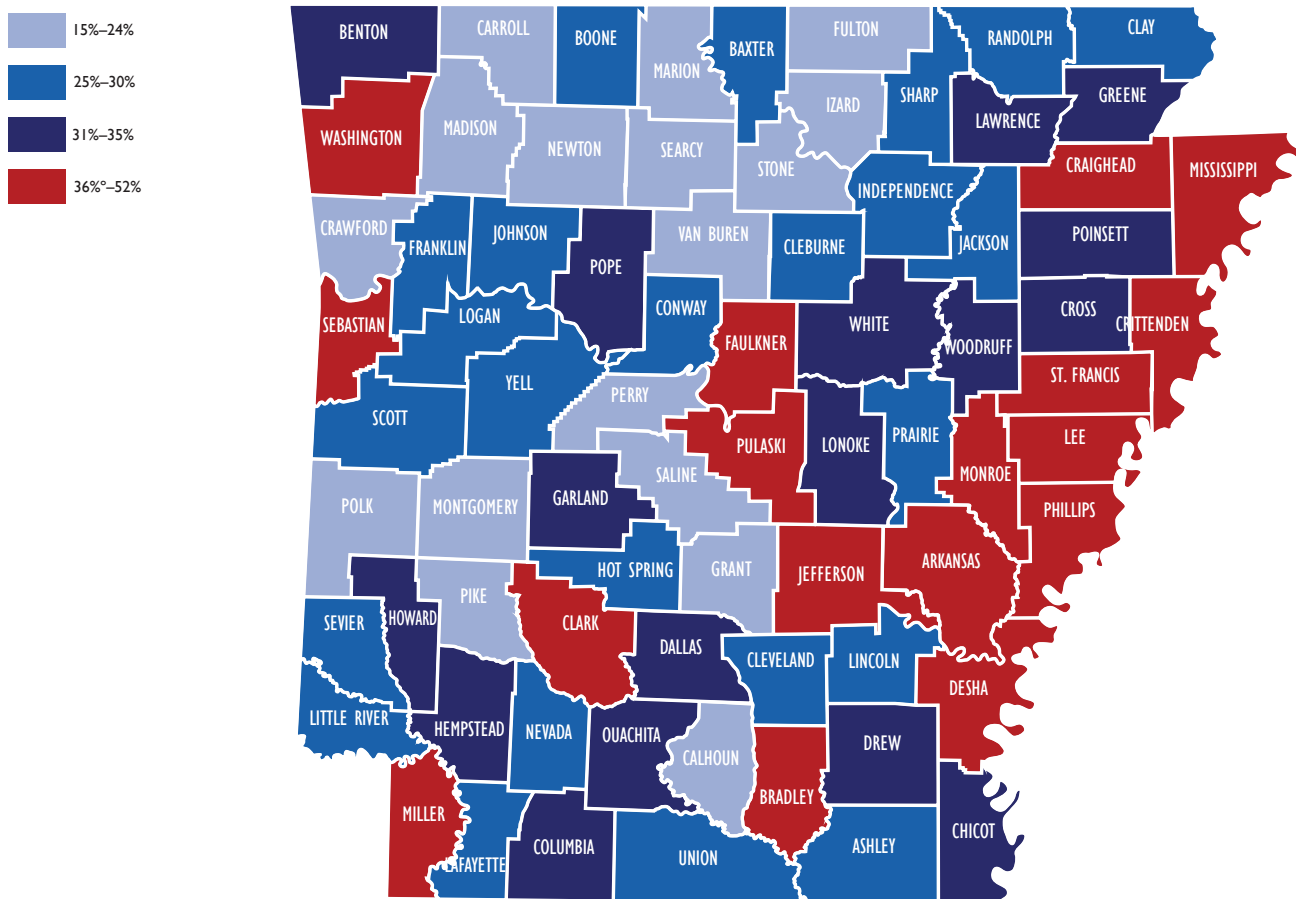 15%–24%
25%–30%
31%–35%
36%°–52%
BENTON
CARROLL
BOONE
MARION
BAXTER
FULTON
RANDOLPH
CLAY
SHARP
IZARD
LAWRENCE
GREENE
WASHINGTON
MADISON
NEWTON
SEARCY
STONE
INDEPENDENCE
CRAIGHEAD
MISSISSIPPI
CRAWFORD
FRANKLIN
JOHNSON
POPE
VAN BUREN
CLEBURNE
JACKSON
POINSETT
SEBASTIAN
LOGAN
CONWAY
FAULKNER
WHITE
WOODRUFF
CROSS
CRITTENDEN
SCOTT
YELL
PERRY
ST. FRANCIS
PULASKI
LONOKE
PRAIRIE
LEE
MONROE
SALINE
GARLAND
POLK
MONTGOMERY
PHILLIPS
HOT SPRING
GRANT
JEFFERSON
ARKANSAS
SEVIER
HOWARD
PIKE
CLARK
DALLAS
CLEVELAND
LINCOLN
DESHA
LITTLE RIVER
HEMPSTEAD
NEVADA
OUACHITA
CALHOUN
DREW
BRADLEY
MILLER
LAFAYETTE
COLUMBIA
UNION
ASHLEY
CHICOT